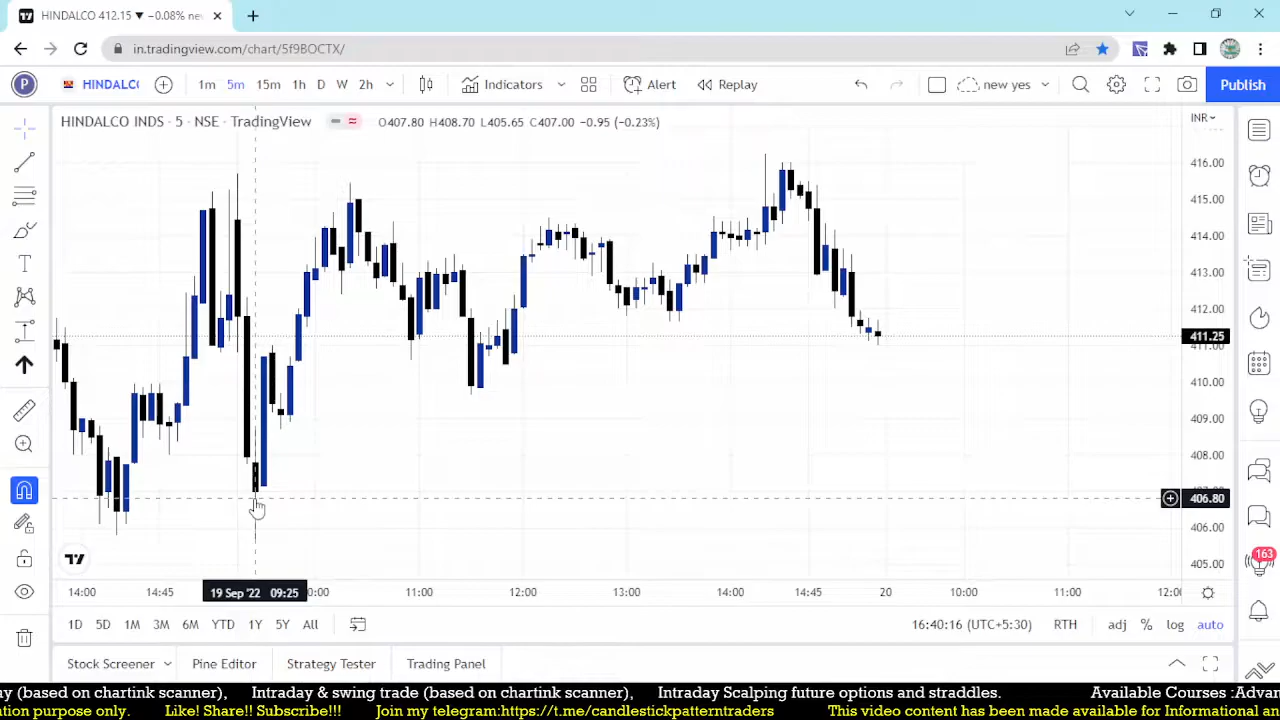 HINDALCO 412.15 ▼ −0.08% ne
in.tradingview.com/chart/5f9BOCTX/
P HINDALCO 1m 5m 15m 1h D W 2h Indicators Alert Replay new yes Publish
HINDALCO INDS · 5 · NSE · TradingView O407.80 H408.70 L405.65 C407.00 −0.95 (−0.23%) INR
416.00
415.00
414.00
413.00
412.00
411.25
411.00
410.00
409.00
408.00
406.80
406.00
163
405.00
14:00 14:45 19 Sep '22 09:25 0:00 11:00 12:00 13:00 14:00 14:45 20 10:00 11:00 12:0
1D 5D 1M 3M 6M YTD 1Y 5Y All 16:40:16 (UTC+5:30) RTH adj % log auto
Stock Screener Pine Editor Strategy Tester Trading Panel
ay (based on chartink scanner), Intraday & swing trade (based on chartink scanner), Intraday Scalping future options and straddles. Available Courses :Advan
tion purpose only. Like! Share!! Subscribe!!! Join my telegram:https://t.me/candlestickpatterntraders This video content has been made available for Informational an